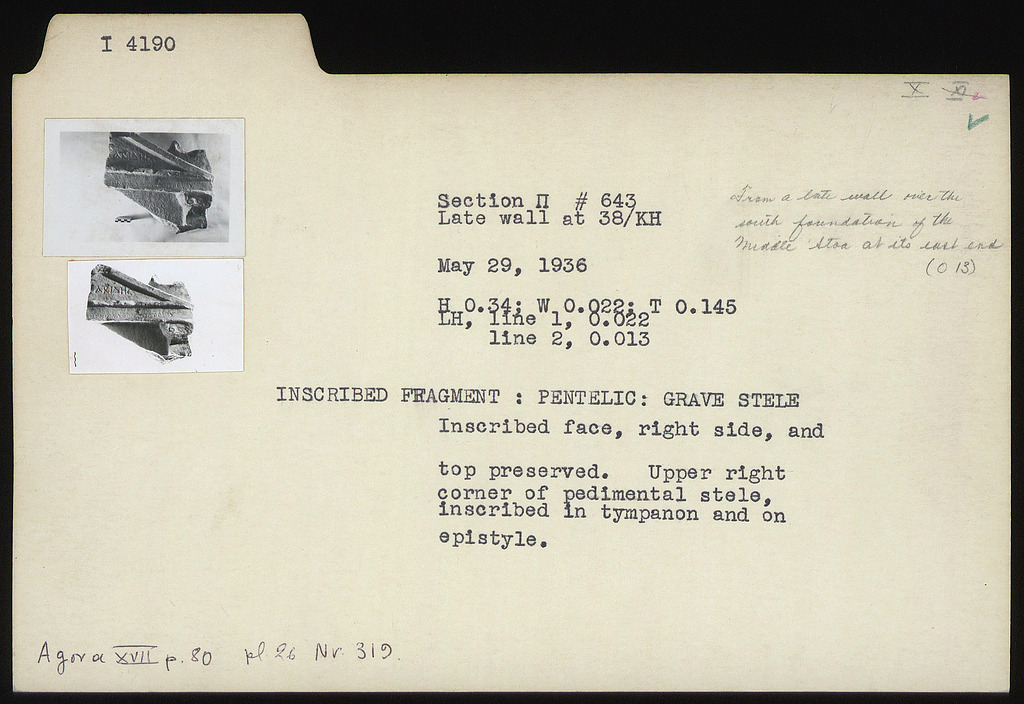 I 4190
X XI
Section Π # 643
Late wall at 38/ΚΗ
From a late wall over the
south foundation of the
Middle Stoa at its east end
(O 13)
May 29, 1936
H 0.34; W 0.022; T 0.145
LH, line 1, 0.022
line 2, 0.013
INSCRIBED FRAGMENT : PENTELIC: GRAVE STELE
Inscribed face, right side, and
top preserved. Upper right
corner of pedimental stele,
inscribed in tympanon and on
epistyle.
Agora XVII p. 80 pl 26 Nr. 319.